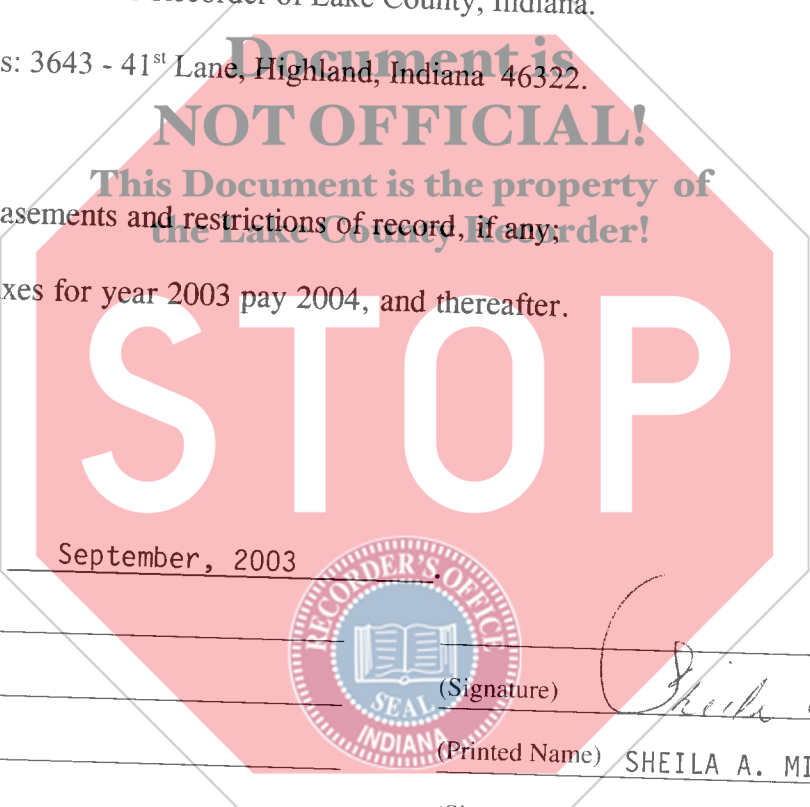 Recorder of Lake County, Indiana.
s: 3643 - 41st Lane, Highland, Indiana 46322.
Document is
NOT OFFICIAL!
This Document is the property of
the Lake County Recorder!
asements and restrictions of record, if any;
xes for year 2003 pay 2004, and thereafter.
STOP
September, 2003
RECORDER'S OFFICE
SEAL
INDIANA
(Signature) Sheila
(Printed Name) SHEILA A. MI